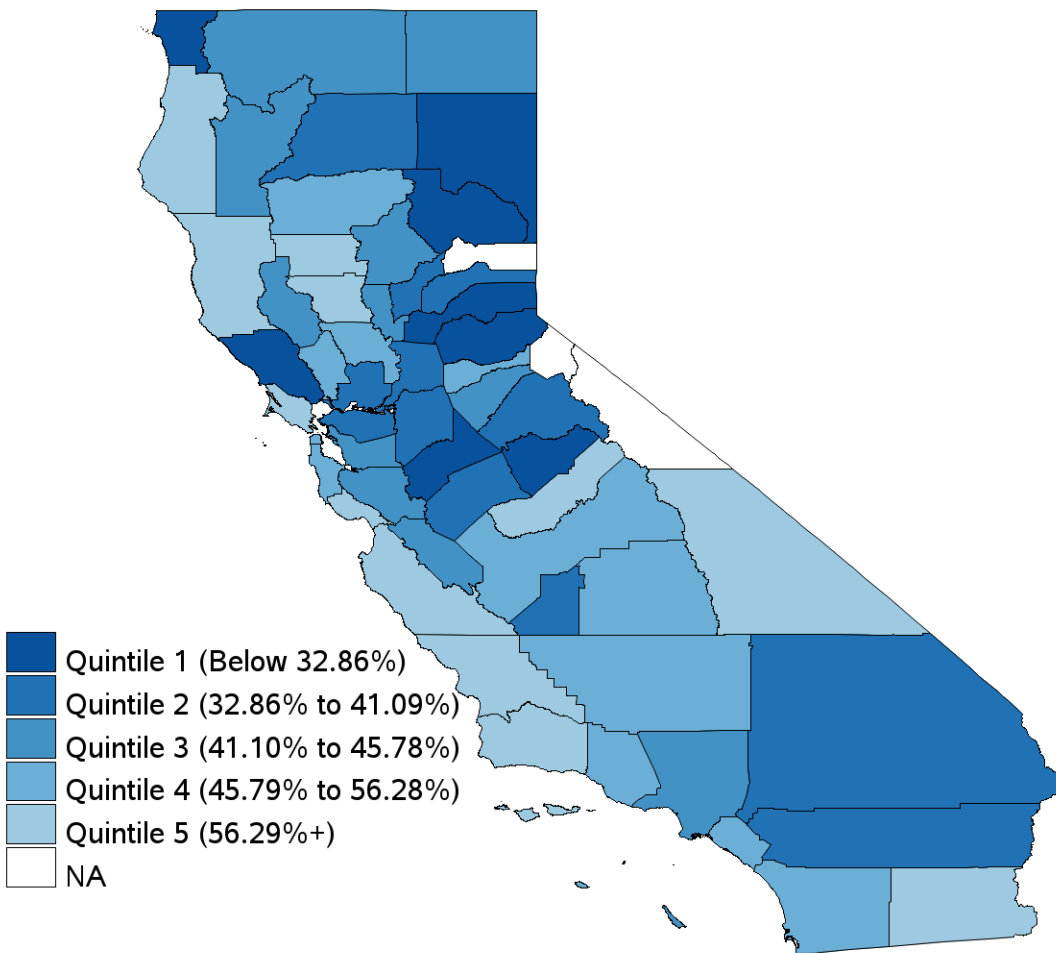 Quintile 1 (Below 32.86%)
Quintile 2 (32.86% to 41.09%)
Quintile 3 (41.10% to 45.78%)
Quintile 4 (45.79% to 56.28%)
Quintile 5 (56.29%+)
NA